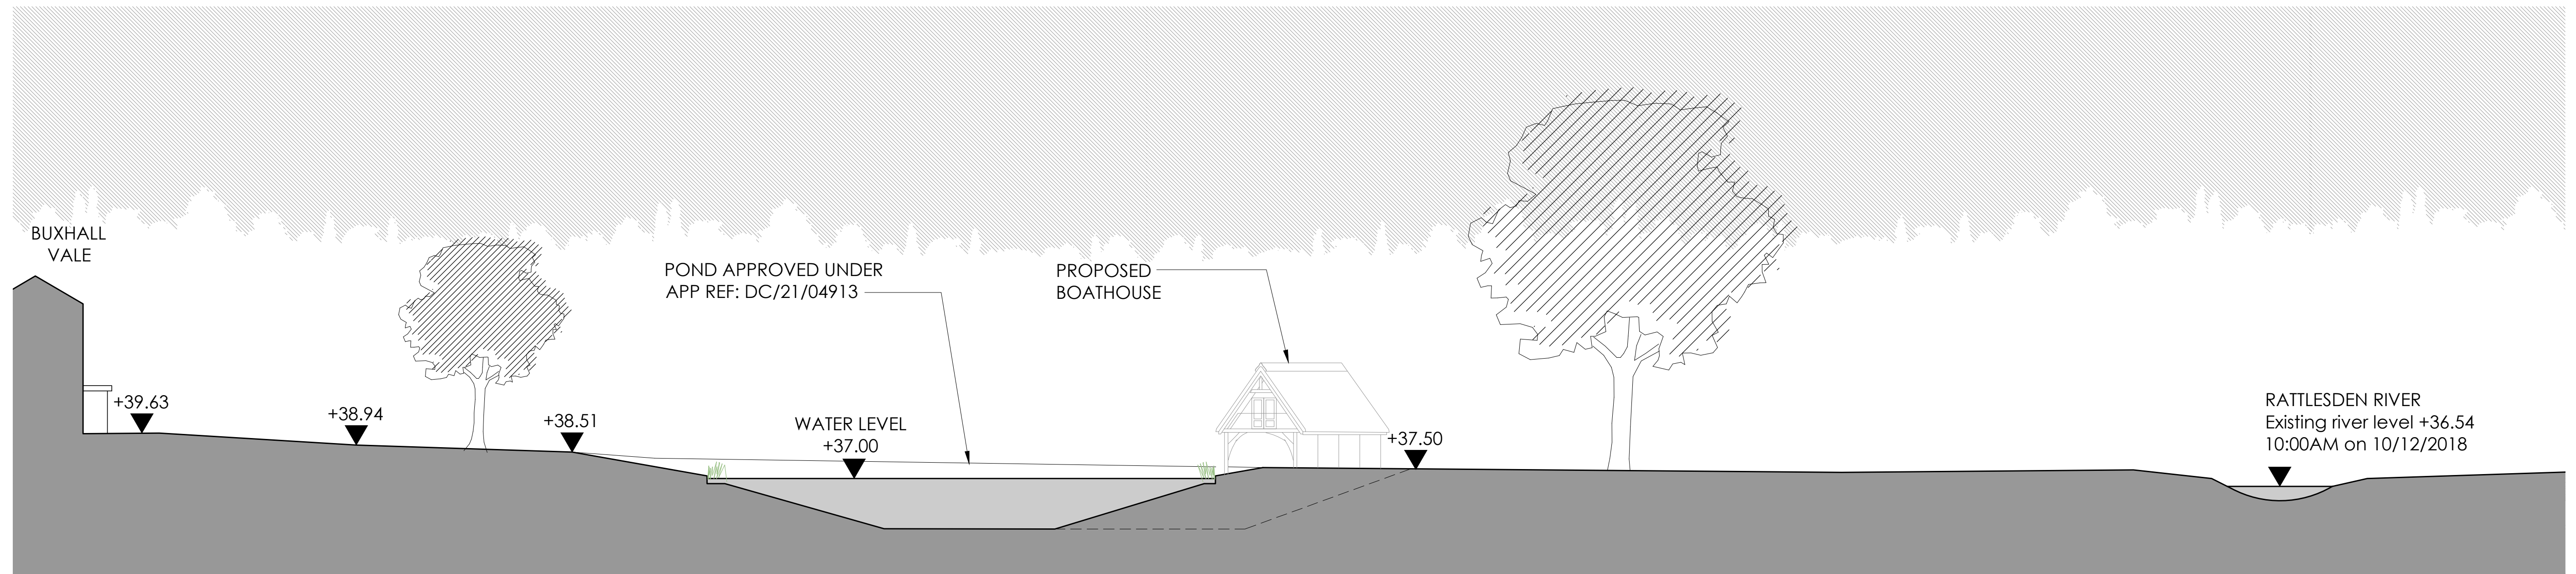 BUXHALL
VALE
+39.63
+38.94
+38.51
POND APPROVED UNDER
APP REF: DC/21/04913
WATER LEVEL
+37.00
PROPOSED
BOATHOUSE
+37.50
RATTLESDEN RIVER
Existing river level +36.54
10:00AM on 10/12/2018